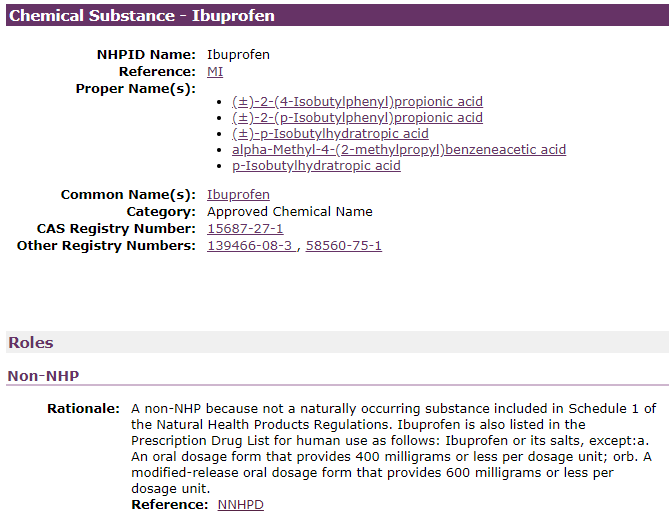 Chemical Substance - Ibuprofen
NHPID Name: Ibuprofen
Reference: MI
Proper Name(s):
(±)-2-(4-Isobutylphenyl)propionic acid
(±)-2-(p-Isobutylphenyl)propionic acid
(±)-p-Isobutylhydratropic acid
alpha-Methyl-4-(2-methylpropyl)benzeneacetic acid
p-Isobutylhydratropic acid
Common Name(s): Ibuprofen
Category: Approved Chemical Name
CAS Registry Number: 15687-27-1
Other Registry Numbers: 139466-08-3 , 58560-75-1
Roles
Non-NHP
Rationale: A non-NHP because not a naturally occurring substance included in Schedule 1 of
the Natural Health Products Regulations. Ibuprofen is also listed in the
Prescription Drug List for human use as follows: Ibuprofen or its salts, except:a.
An oral dosage form that provides 400 milligrams or less per dosage unit; orb. A
modified-release oral dosage form that provides 600 milligrams or less per
dosage unit.
Reference: NNHPD